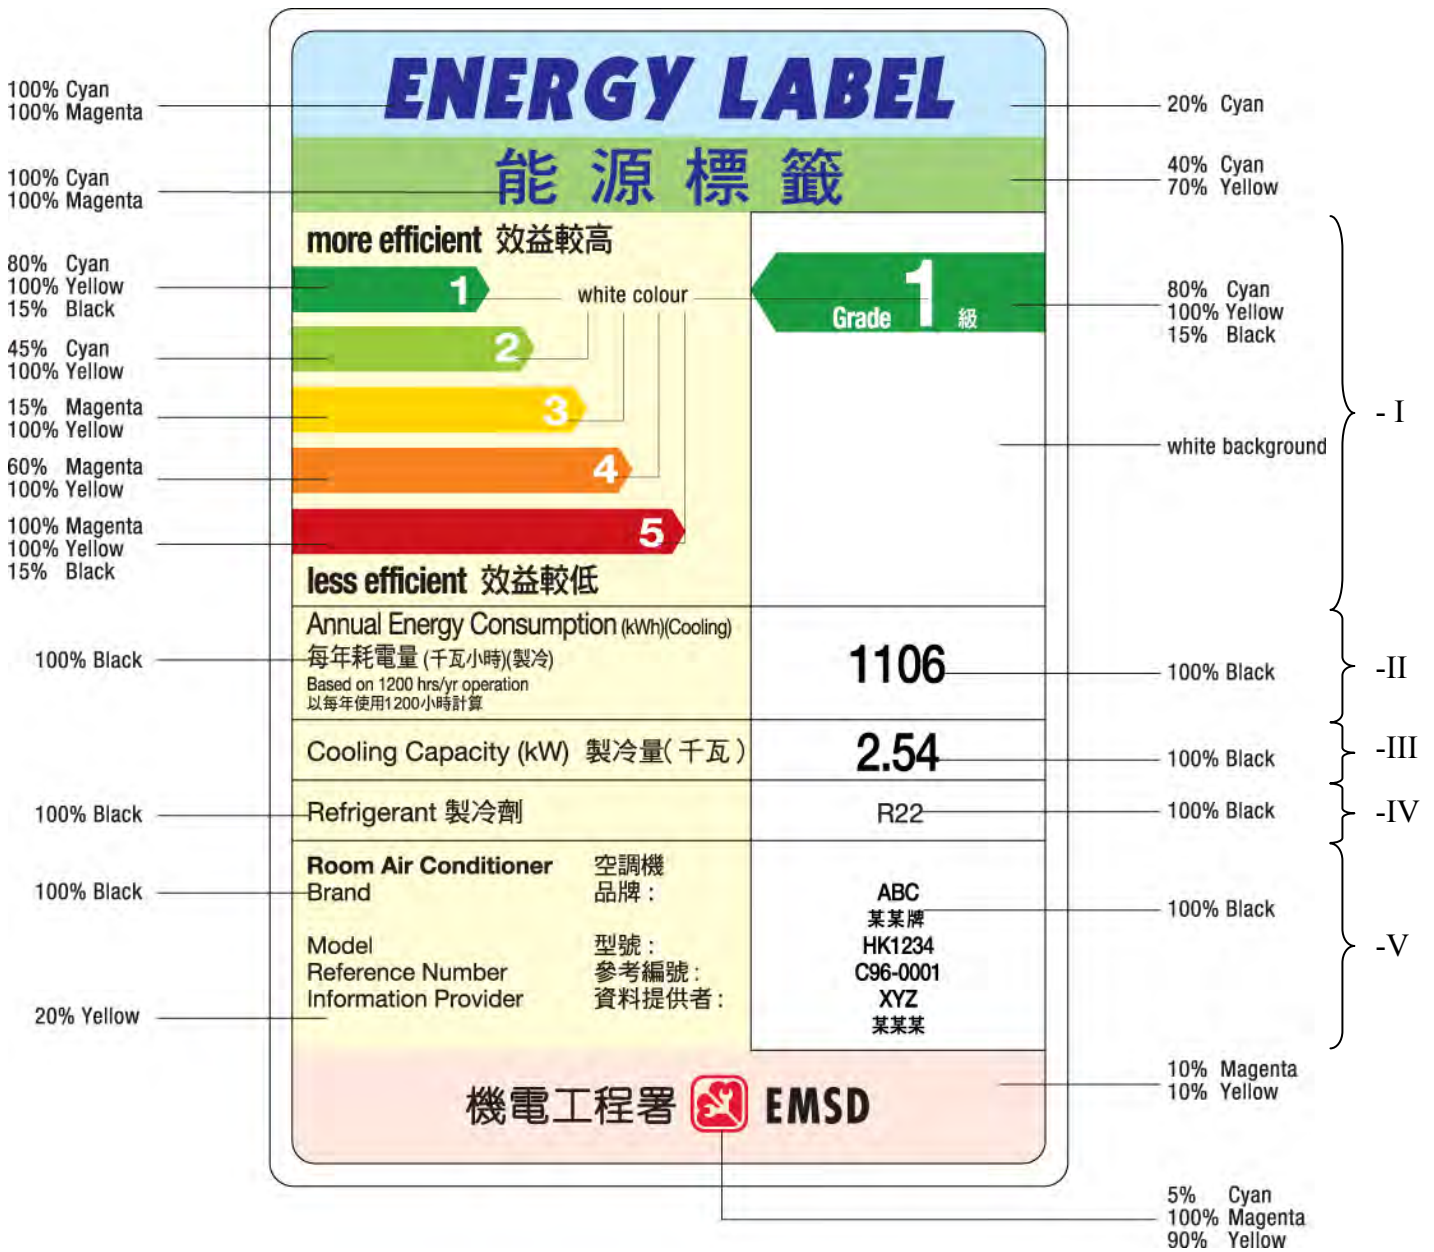 ENERGY LABEL
能源標籤
more efficient 效益較高
1
2
3
4
5
less efficient 效益較低
white colour
1
Grade 級
Annual Energy Consumption (kWh)(Cooling)
每年耗電量 (千瓦小時)(製冷)
Based on 1200 hrs/yr operation
以每年使用1200小時計算
1106
Cooling Capacity (kW) 製冷量(千瓦)
2.54
Refrigerant 製冷劑
R22
Room Air Conditioner 空調機
Brand 品牌 :
ABC
某某牌
Model 型號 :
HK1234
Reference Number 參考編號 :
C96-0001
Information Provider 資料提供者 :
XYZ
某某某
機電工程署 EMSD
100% Cyan
100% Magenta
100% Cyan
100% Magenta
80% Cyan
100% Yellow
15% Black
45% Cyan
100% Yellow
15% Magenta
100% Yellow
60% Magenta
100% Yellow
100% Magenta
100% Yellow
15% Black
100% Black
100% Black
100% Black
20% Yellow
20% Cyan
40% Cyan
70% Yellow
80% Cyan
100% Yellow
15% Black
white background
100% Black
100% Black
100% Black
100% Black
10% Magenta
10% Yellow
5% Cyan
100% Magenta
90% Yellow
- I
-II
-III
-IV
-V